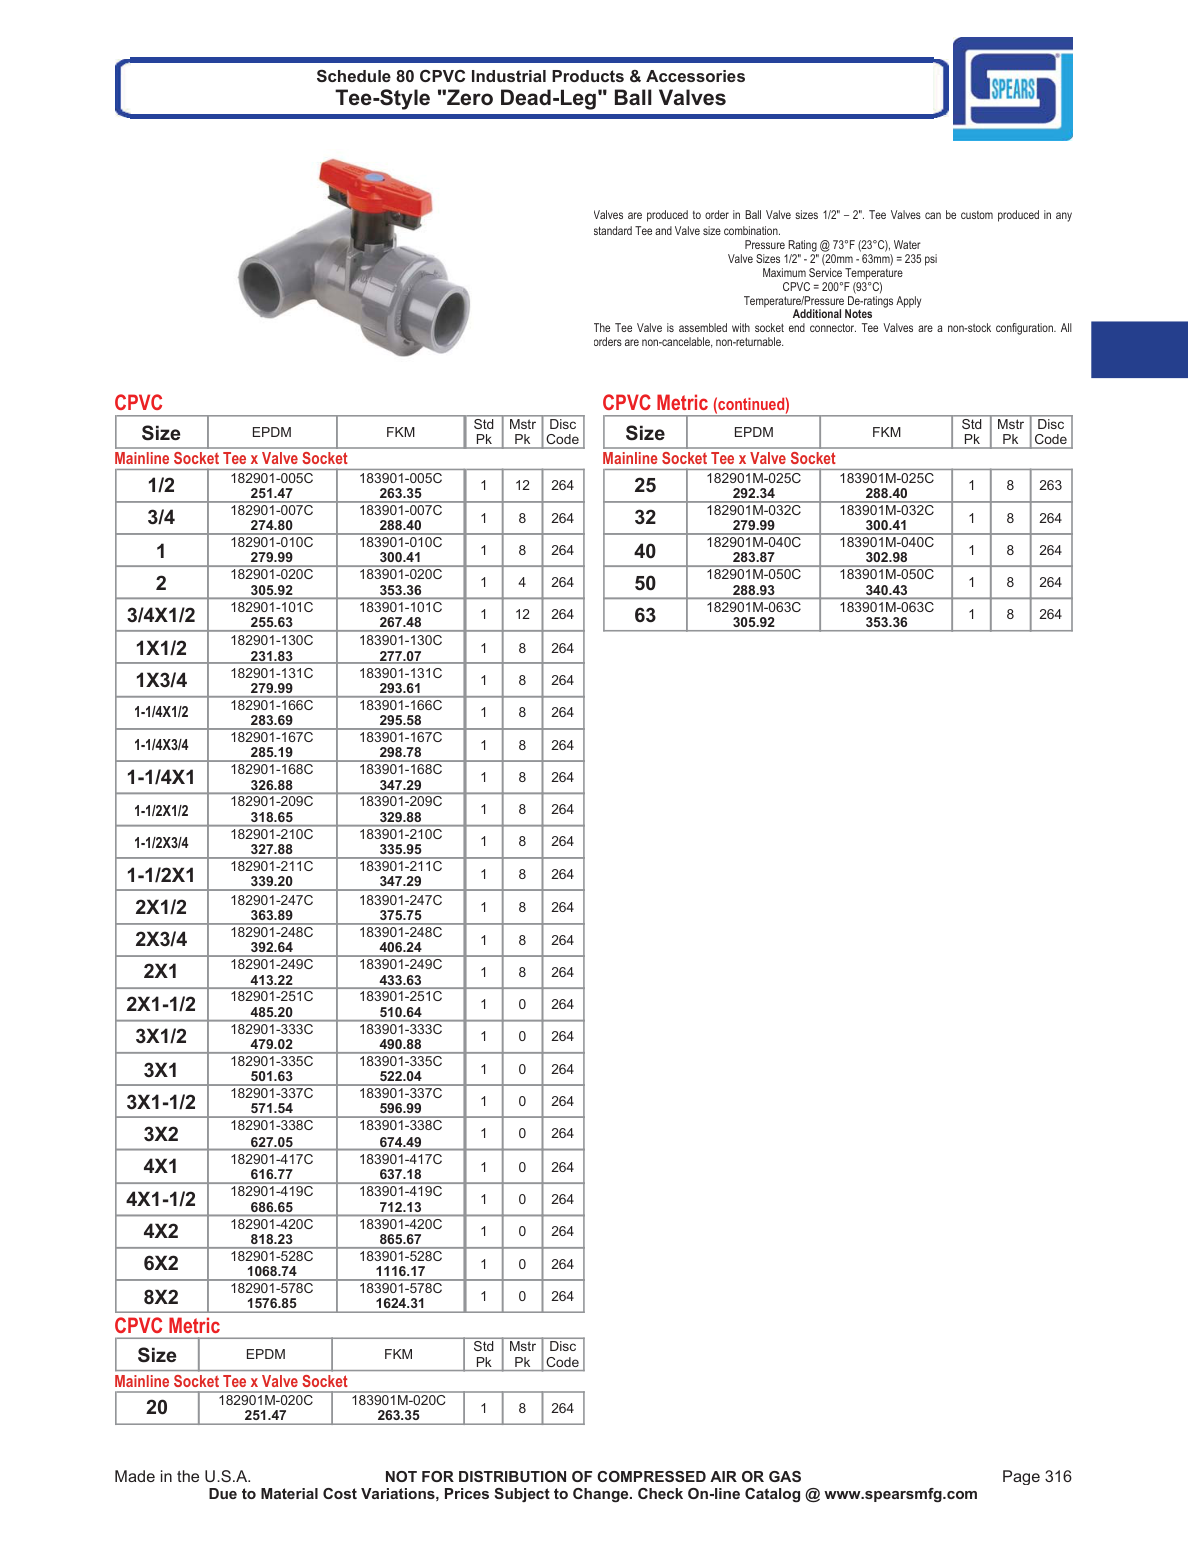 Schedule 80 CPVC Industrial Products & Accessories
Tee-Style "Zero Dead-Leg" Ball Valves
SPEARS®
Valves are produced to order in Ball Valve sizes 1/2" – 2". Tee Valves can be custom produced in any
standard Tee and Valve size combination.
Pressure Rating @ 73°F (23°C), Water
Valve Sizes 1/2" - 2" (20mm - 63mm) = 235 psi
Maximum Service Temperature
CPVC = 200°F (93°C)
Temperature/Pressure De-ratings Apply
Additional Notes
The Tee Valve is assembled with socket end connector. Tee Valves are a non-stock configuration. All
orders are non-cancelable, non-returnable.
CPVC
Size EPDM FKM Std Pk Mstr Pk Disc Code
Mainline Socket Tee x Valve Socket
1/2 182901-005C 251.47 183901-005C 263.35 1 12 264
3/4 182901-007C 274.80 183901-007C 288.40 1 8 264
1 182901-010C 279.99 183901-010C 300.41 1 8 264
2 182901-020C 305.92 183901-020C 353.36 1 4 264
3/4X1/2 182901-101C 255.63 183901-101C 267.48 1 12 264
1X1/2 182901-130C 231.83 183901-130C 277.07 1 8 264
1X3/4 182901-131C 279.99 183901-131C 293.61 1 8 264
1-1/4X1/2 182901-166C 283.69 183901-166C 295.58 1 8 264
1-1/4X3/4 182901-167C 285.19 183901-167C 298.78 1 8 264
1-1/4X1 182901-168C 326.88 183901-168C 347.29 1 8 264
1-1/2X1/2 182901-209C 318.65 183901-209C 329.88 1 8 264
1-1/2X3/4 182901-210C 327.88 183901-210C 335.95 1 8 264
1-1/2X1 182901-211C 339.20 183901-211C 347.29 1 8 264
2X1/2 182901-247C 363.89 183901-247C 375.75 1 8 264
2X3/4 182901-248C 392.64 183901-248C 406.24 1 8 264
2X1 182901-249C 413.22 183901-249C 433.63 1 8 264
2X1-1/2 182901-251C 485.20 183901-251C 510.64 1 0 264
3X1/2 182901-333C 479.02 183901-333C 490.88 1 0 264
3X1 182901-335C 501.63 183901-335C 522.04 1 0 264
3X1-1/2 182901-337C 571.54 183901-337C 596.99 1 0 264
3X2 182901-338C 627.05 183901-338C 674.49 1 0 264
4X1 182901-417C 616.77 183901-417C 637.18 1 0 264
4X1-1/2 182901-419C 686.65 183901-419C 712.13 1 0 264
4X2 182901-420C 818.23 183901-420C 865.67 1 0 264
6X2 182901-528C 1068.74 183901-528C 1116.17 1 0 264
8X2 182901-578C 1576.85 183901-578C 1624.31 1 0 264
CPVC Metric
Size EPDM FKM Std Pk Mstr Pk Disc Code
Mainline Socket Tee x Valve Socket
20 182901M-020C 251.47 183901M-020C 263.35 1 8 264
CPVC Metric (continued)
Size EPDM FKM Std Pk Mstr Pk Disc Code
Mainline Socket Tee x Valve Socket
25 182901M-025C 292.34 183901M-025C 288.40 1 8 263
32 182901M-032C 279.99 183901M-032C 300.41 1 8 264
40 182901M-040C 283.87 183901M-040C 302.98 1 8 264
50 182901M-050C 288.93 183901M-050C 340.43 1 8 264
63 182901M-063C 305.92 183901M-063C 353.36 1 8 264
Made in the U.S.A. NOT FOR DISTRIBUTION OF COMPRESSED AIR OR GAS Page 316
Due to Material Cost Variations, Prices Subject to Change. Check On-line Catalog @ www.spearsmfg.com